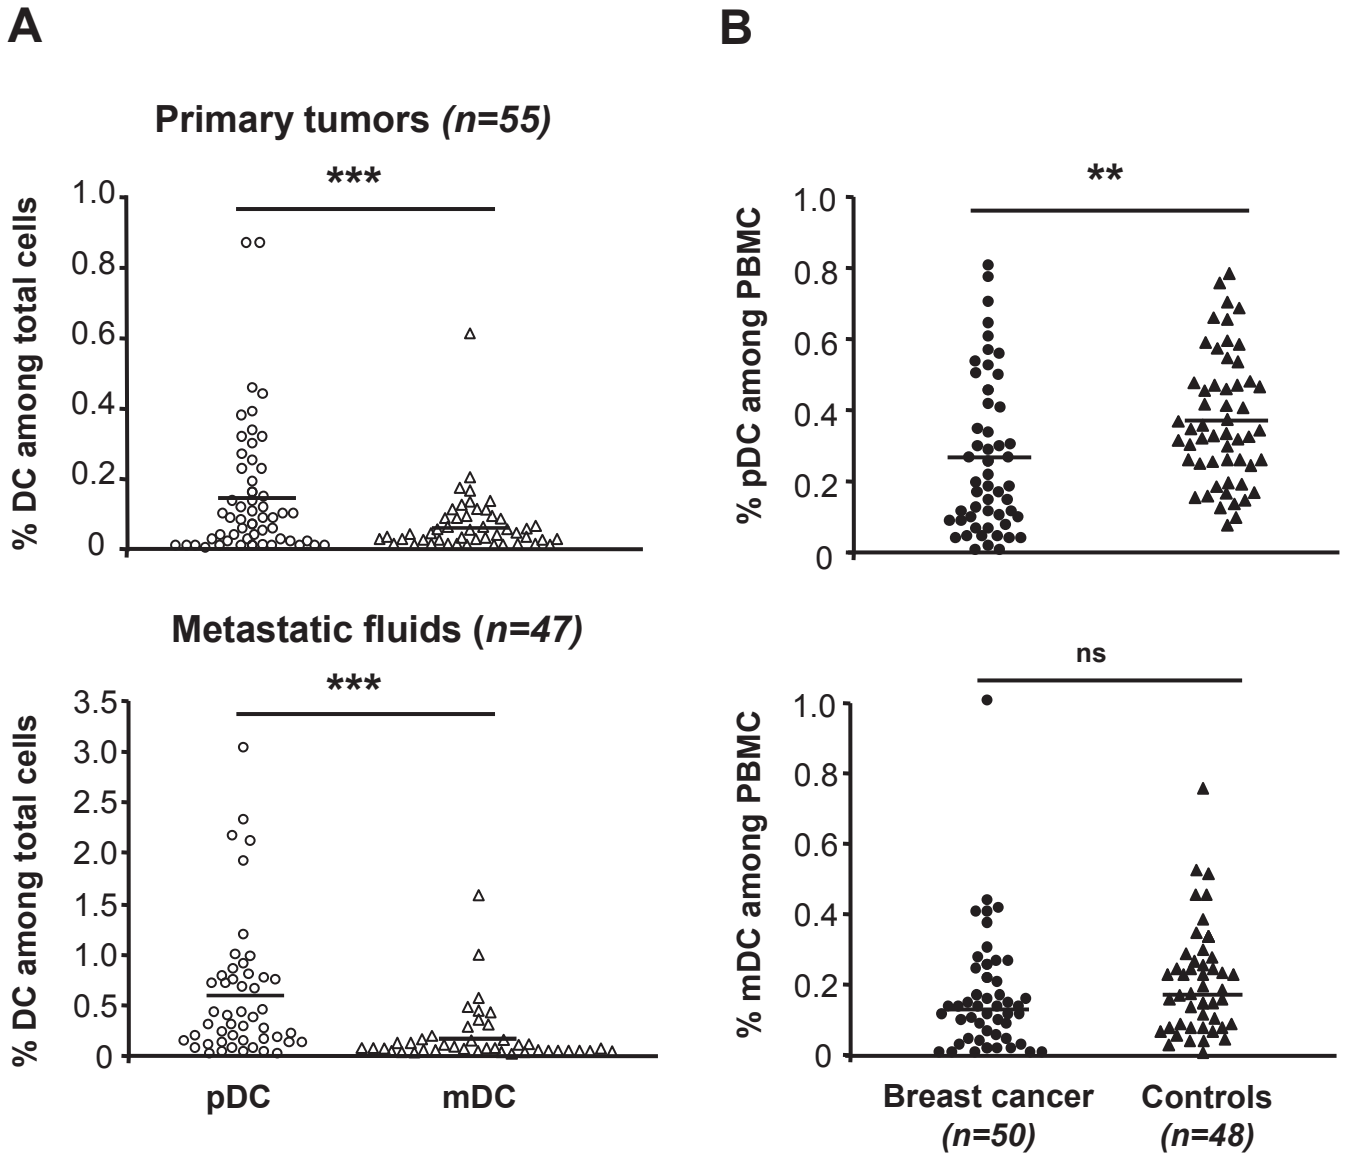 A
Primary tumors (n=55)
***
% DC among total cells
1.0
0.8
0.6
0.4
0.2
0
Metastatic fluids (n=47)
***
% DC among total cells
3.5
3.0
2.5
2.0
1.5
1.0
0.5
0
pDC
mDC
B
**
% pDC among PBMC
1.0
0.8
0.6
0.4
0.2
0
ns
% mDC among PBMC
1.0
0.8
0.6
0.4
0.2
0
Breast cancer
(n=50)
Controls
(n=48)